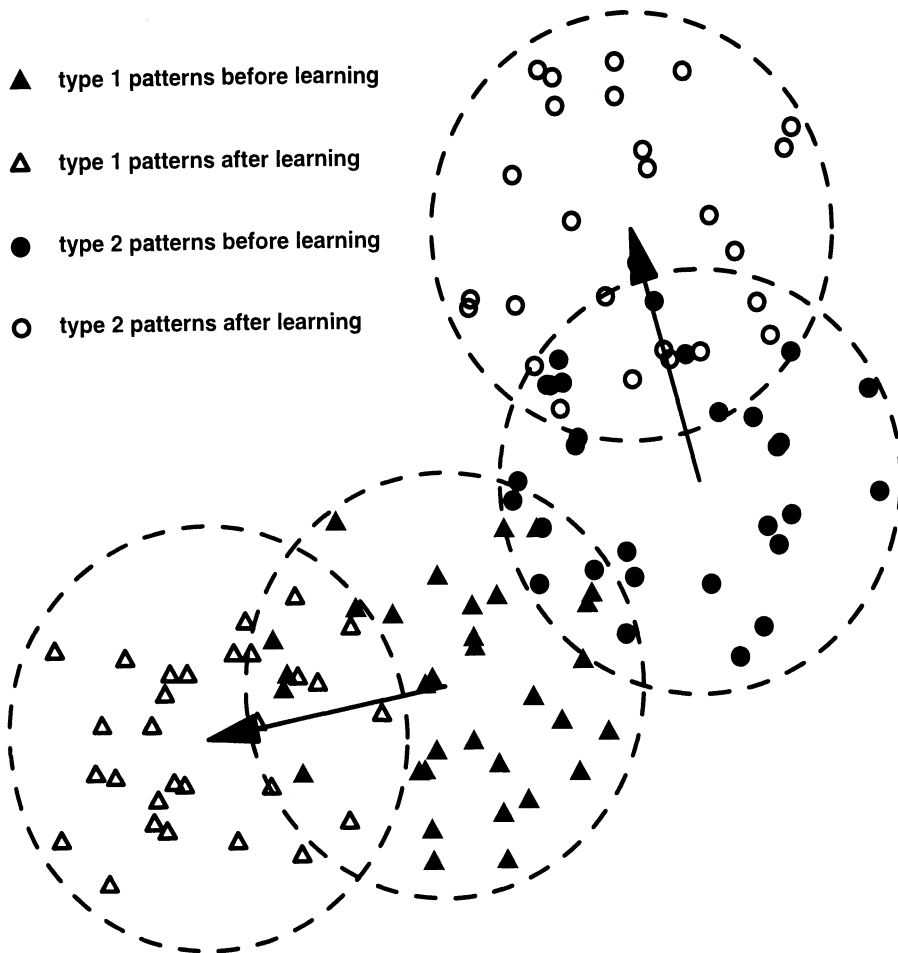 type 1 patterns before learning
type 1 patterns after learning
type 2 patterns before learning
type 2 patterns after learning